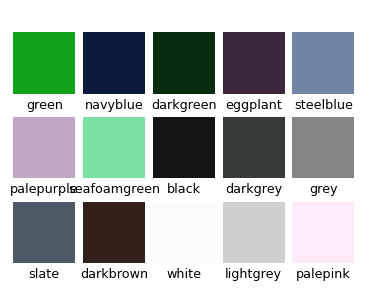 green navyblue darkgreen eggplant steelblue
palepurple seafoamgreen black darkgrey grey
slate darkbrown white lightgrey palepink